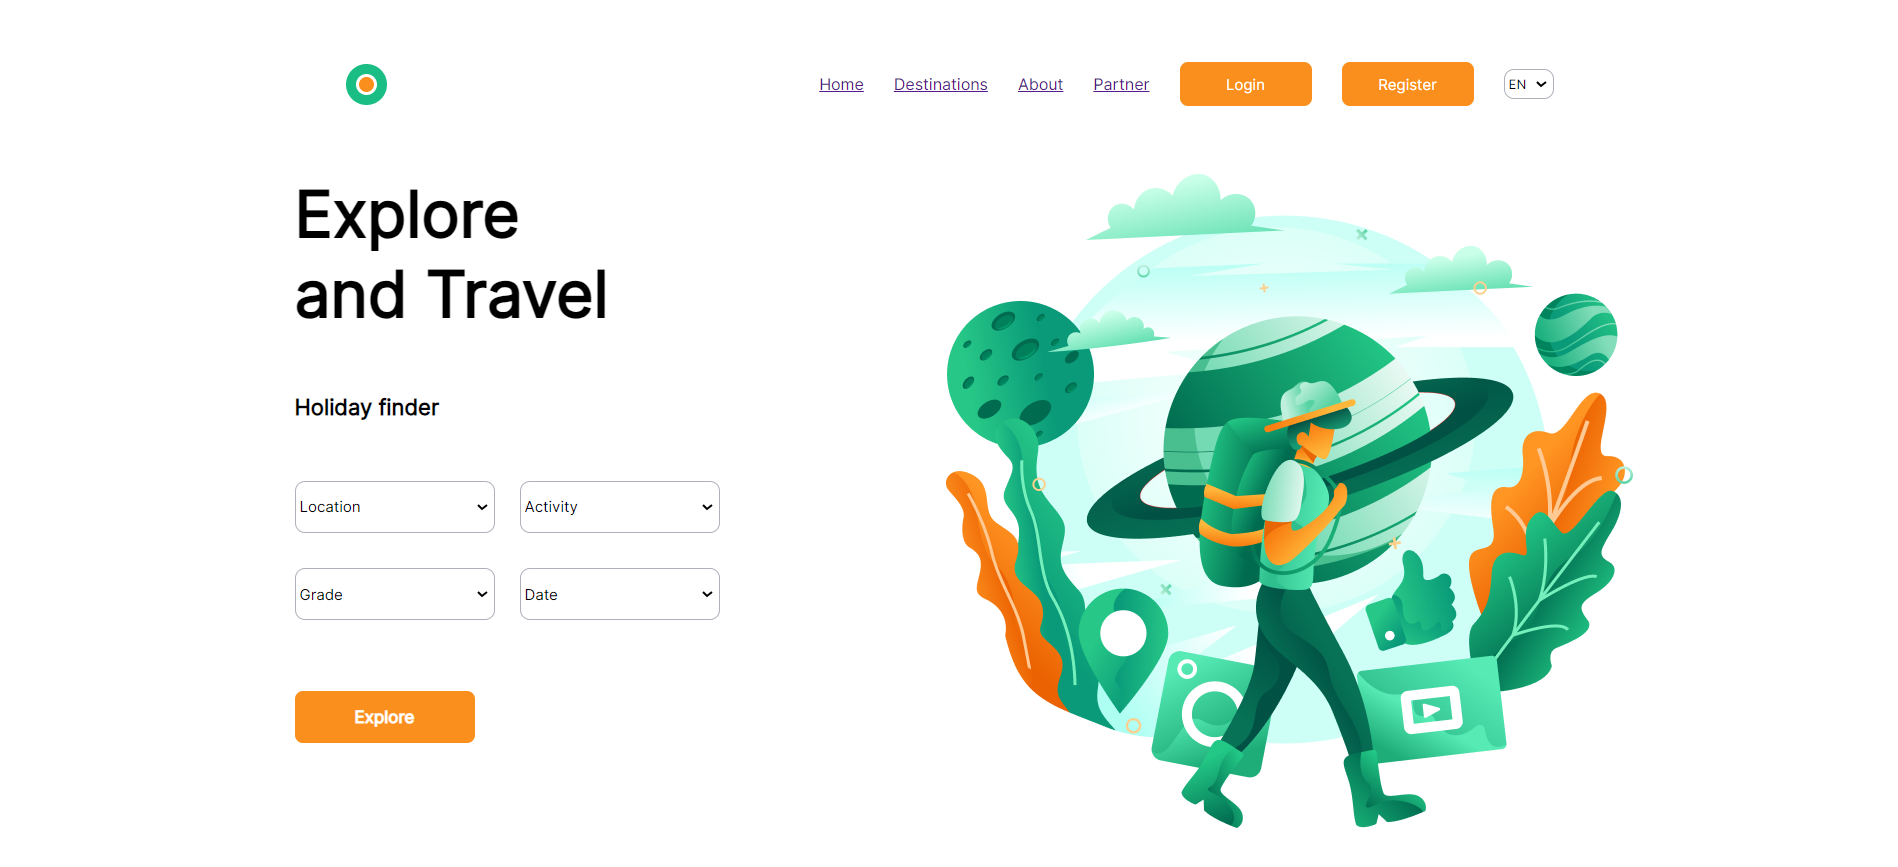 Home Destinations About Partner Login Register EN
Explore
and Travel
Holiday finder
Location Activity
Grade Date
Explore